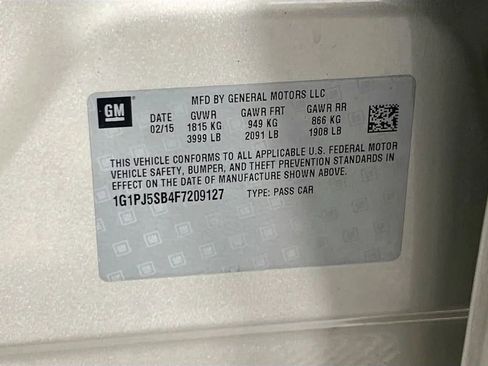 MFD BY GENERAL MOTORS LLC
GM
DATE GVWR GAWR FRT GAWR RR
02/15 1815 KG 949 KG 866 KG
3999 LB 2091 LB 1908 LB
THIS VEHICLE CONFORMS TO ALL APPLICABLE U.S. FEDERAL MOTOR
VEHICLE SAFETY, BUMPER, AND THEFT PREVENTION STANDARDS IN
EFFECT ON THE DATE OF MANUFACTURE SHOWN ABOVE.
1G1PJ5SB4F7209127 TYPE: PASS CAR